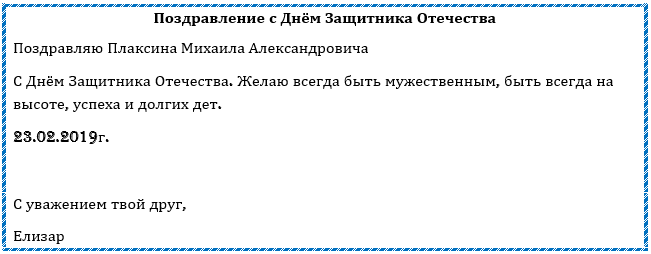 Поздравление с Днём Защитника Отечества
Поздравляю Плаксина Михаила Александровича
С Днём Защитника Отечества. Желаю всегда быть мужественным, быть всегда на
высоте, успеха и долгих дет.
23.02.2019г.
С уважением твой друг,
Елизар